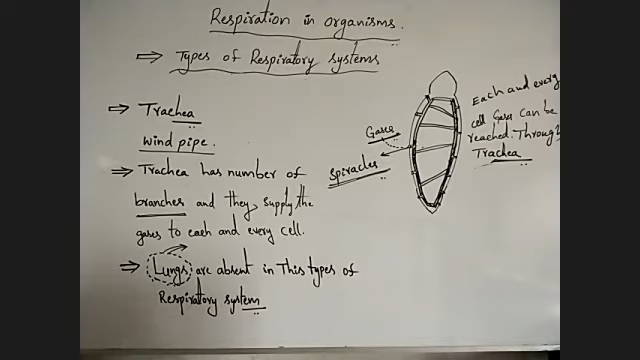 Respiration in organisms.
⇒ Types of Respiratory systems
⇒ Trachea
wind pipe.
⇒ Trachea has number of
branches and they, supply the
gases to each and every cell.
⇒ Lungs are absent in This types of
Respiratory system
Gases
Spiracles
Each and every
cell Gases can be
reached. Through
Trachea